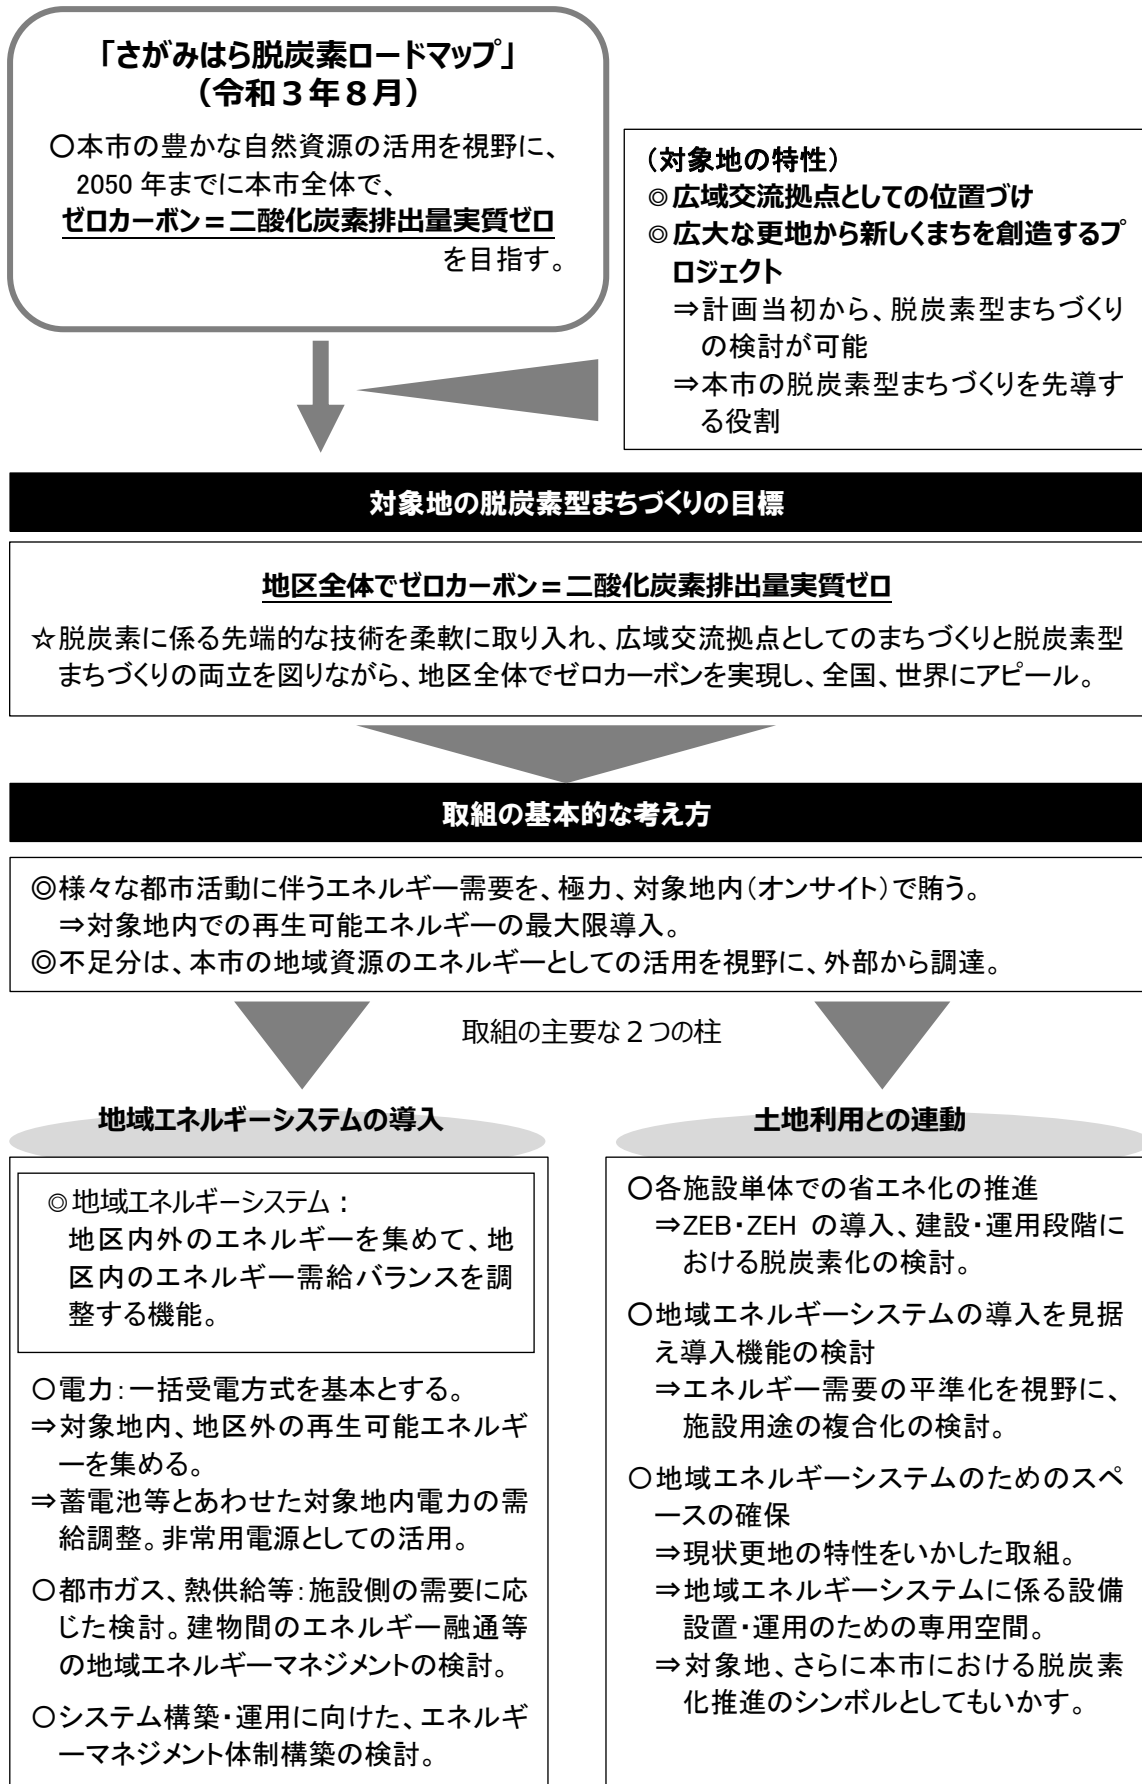 「さがみはら脱炭素ロードマップ」
（令和３年８月）
〇本市の豊かな自然資源の活用を視野に、
2050 年までに本市全体で、
ゼロカーボン＝二酸化炭素排出量実質ゼロ
を目指す。
（対象地の特性）
◎広域交流拠点としての位置づけ
◎広大な更地から新しくまちを創造するプ
ロジェクト
⇒計画当初から、脱炭素型まちづくり
の検討が可能
⇒本市の脱炭素型まちづくりを先導す
る役割
対象地の脱炭素型まちづくりの目標
地区全体でゼロカーボン＝二酸化炭素排出量実質ゼロ
☆脱炭素に係る先端的な技術を柔軟に取り入れ、広域交流拠点としてのまちづくりと脱炭素型
まちづくりの両立を図りながら、地区全体でゼロカーボンを実現し、全国、世界にアピール。
取組の基本的な考え方
◎様々な都市活動に伴うエネルギー需要を、極力、対象地内（オンサイト）で賄う。
⇒対象地内での再生可能エネルギーの最大限導入。
◎不足分は、本市の地域資源のエネルギーとしての活用を視野に、外部から調達。
取組の主要な２つの柱
地域エネルギーシステムの導入
◎地域エネルギーシステム：
地区内外のエネルギーを集めて、地
区内のエネルギー需給バランスを調
整する機能。
〇電力：一括受電方式を基本とする。
⇒対象地内、地区外の再生可能エネルギ
ーを集める。
⇒蓄電池等とあわせた対象地内電力の需
給調整。非常用電源としての活用。
〇都市ガス、熱供給等：施設側の需要に応
じた検討。建物間のエネルギー融通等
の地域エネルギーマネジメントの検討。
〇システム構築・運用に向けた、エネルギ
ーマネジメント体制構築の検討。
土地利用との連動
〇各施設単体での省エネ化の推進
⇒ZEB・ZEH の導入、建設・運用段階に
おける脱炭素化の検討。
〇地域エネルギーシステムの導入を見据
え導入機能の検討
⇒エネルギー需要の平準化を視野に、
施設用途の複合化の検討。
〇地域エネルギーシステムのためのスペ
ースの確保
⇒現状更地の特性をいかした取組。
⇒地域エネルギーシステムに係る設備
設置・運用のための専用空間。
⇒対象地、さらに本市における脱炭素
化推進のシンボルとしてもいかす。